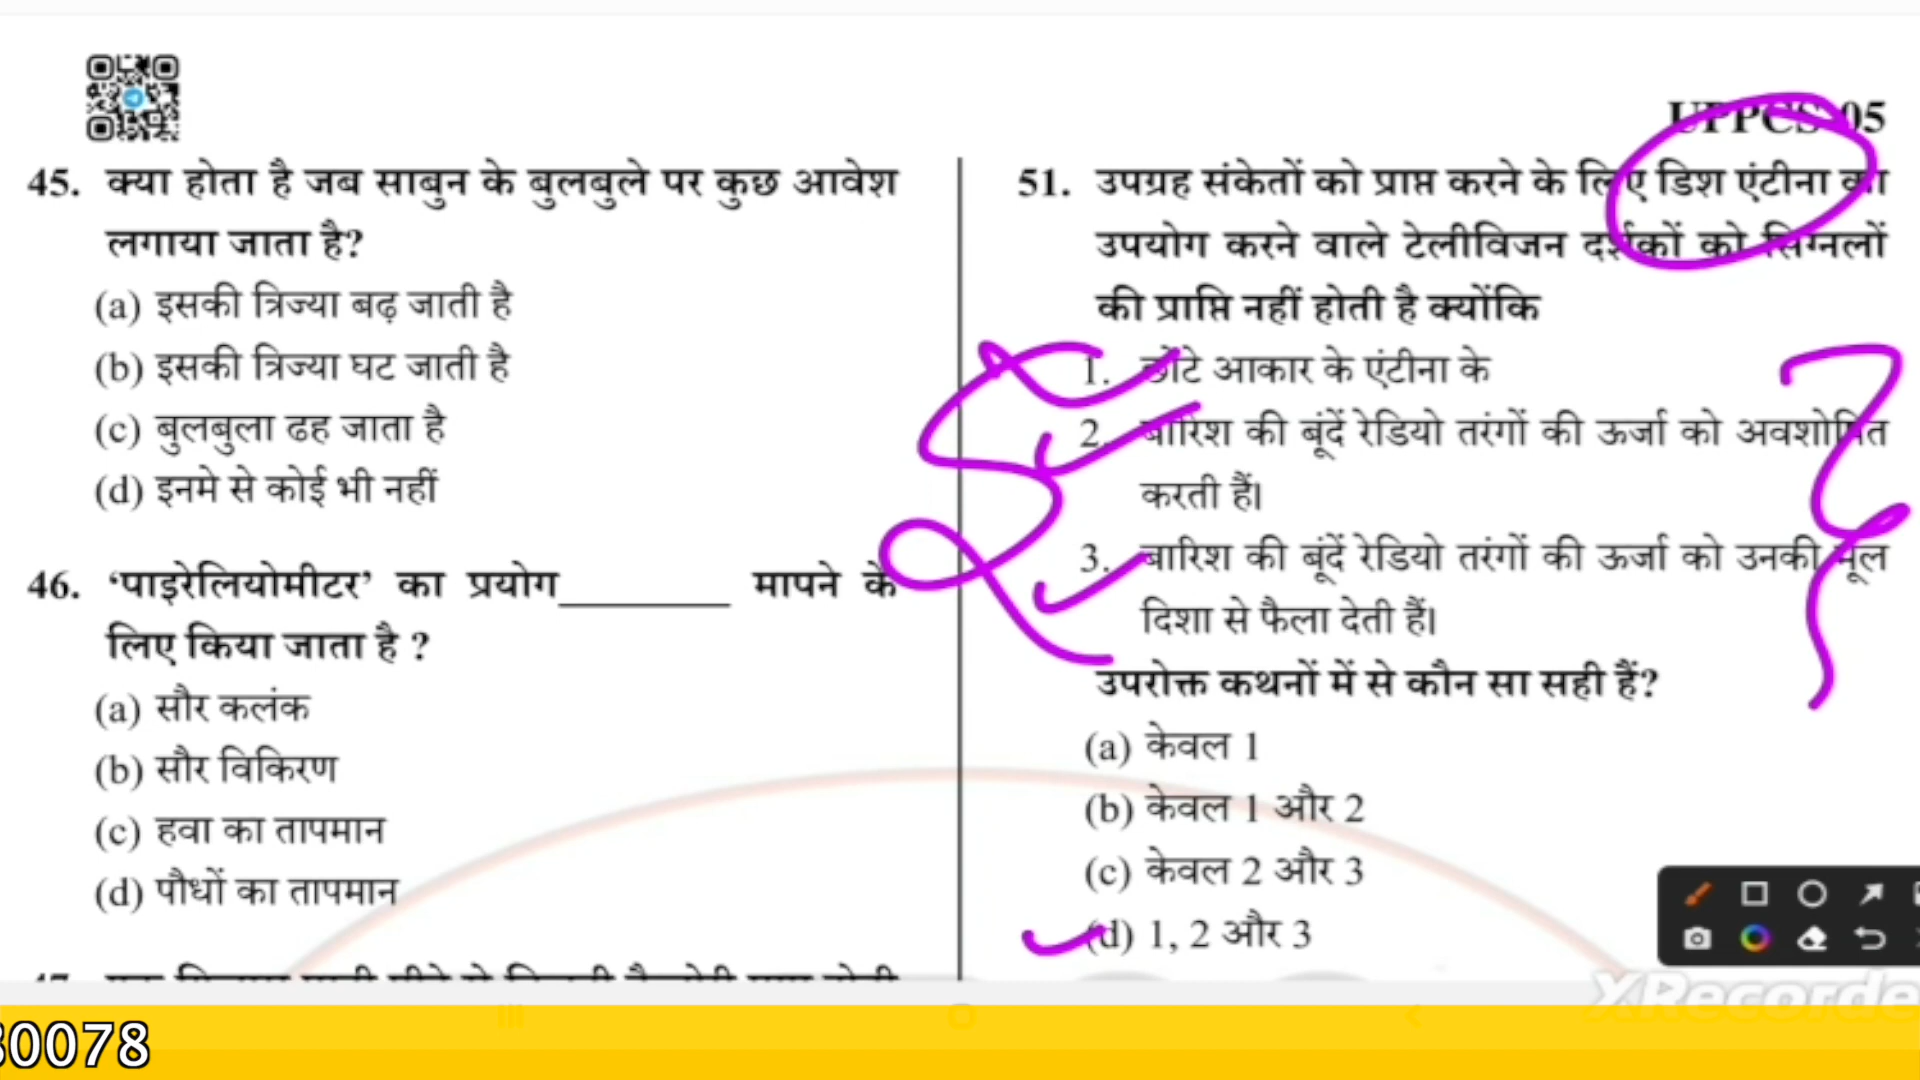 UPPCS 05
45. क्या होता है जब साबुन के बुलबुले पर कुछ आवेश
लगाया जाता है?
(a) इसकी त्रिज्या बढ़ जाती है
(b) इसकी त्रिज्या घट जाती है
(c) बुलबुला ढह जाता है
(d) इनमे से कोई भी नहीं
46. ‘पाइरेलियोमीटर’ का प्रयोग________ मापने के
लिए किया जाता है ?
(a) सौर कलंक
(b) सौर विकिरण
(c) हवा का तापमान
(d) पौधों का तापमान
51. उपग्रह संकेतों को प्राप्त करने के लिए डिश एंटीना का
उपयोग करने वाले टेलीविजन दर्शकों को सिग्नलों
की प्राप्ति नहीं होती है क्योंकि
1. छोटे आकार के एंटीना के
2. बारिश की बूंदें रेडियो तरंगों की ऊर्जा को अवशोषित
करती हैं।
3. बारिश की बूंदें रेडियो तरंगों की ऊर्जा को उनकी मूल
दिशा से फैला देती हैं।
उपरोक्त कथनों में से कौन सा सही हैं?
(a) केवल 1
(b) केवल 1 और 2
(c) केवल 2 और 3
(d) 1, 2 और 3
XRecorde
30078